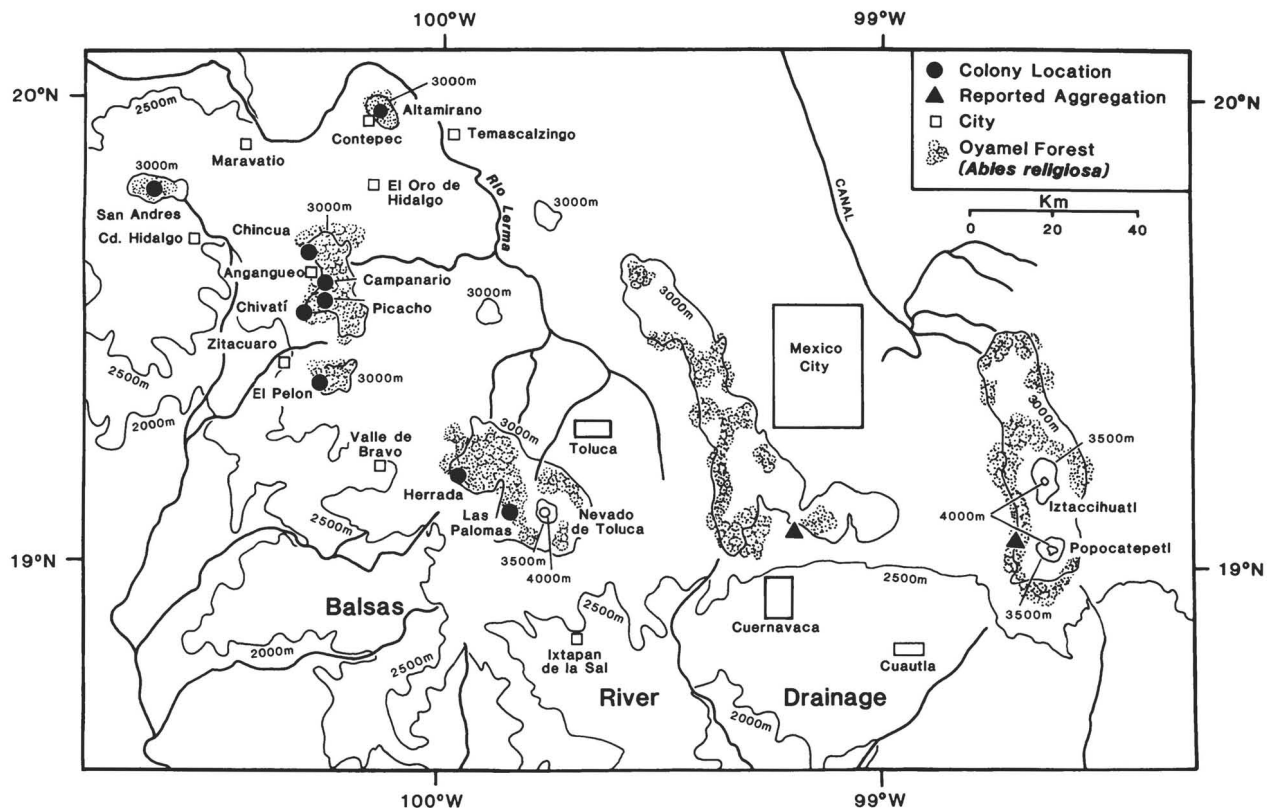 100°W
99°W
20°N
20°N
Colony Location
Reported Aggregation
City
Oyamel Forest
(Abies religiosa)
Km
0
20
40
2500m
3000m
Altamirano
Contepec
Temascalzingo
Maravatio
3000m
San Andres
Cd. Hidalgo
El Oro de
Hidalgo
Río
Lerma
3000m
3000m
Chincua
Angangueo
Campanario
Chivatí
Picacho
3000m
Zitacuaro
El Pelon
3000m
2500m
2000m
CANAL
3000m
Mexico
City
3000m
3500m
4000m
Iztaccihuatl
Popocatepetl
3500m
Valle de
Bravo
3000m
Toluca
Herrada
Las
Palomas
Nevado
de Toluca
3500m
4000m
2500m
19°N
19°N
Balsas
2000m
2500m
2500m
Ixtapan
de la Sal
River
2500m
Cuernavaca
Cuautla
Drainage
2000m
100°W
99°W